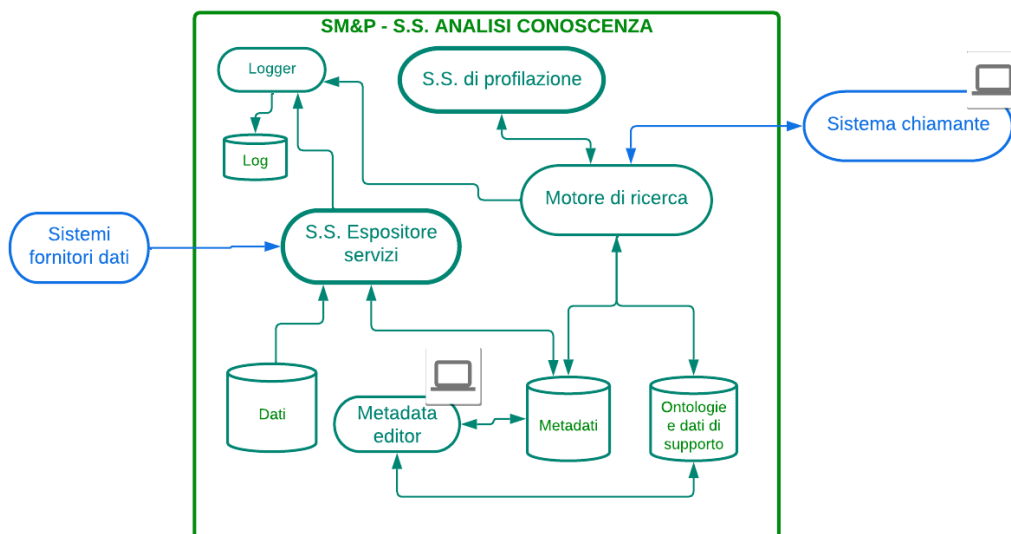 SM&P - S.S. ANALISI CONOSCENZA
Logger
S.S. di profilazione
Sistema chiamante
Log
Motore di ricerca
Sistemi
fornitori dati
S.S. Espositore
servizi
Dati
Metadata
editor
Metadati
Ontologie
e dati di
supporto